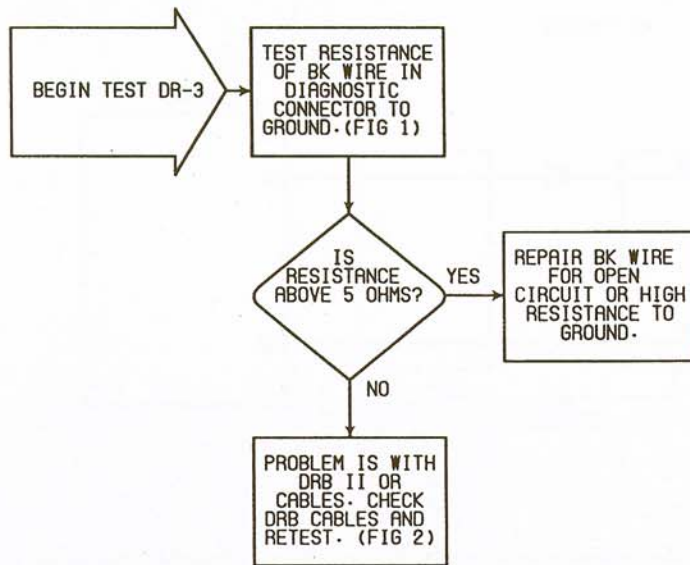 BEGIN TEST DR-3
TEST RESISTANCE
OF BK WIRE IN
DIAGNOSTIC
CONNECTOR TO
GROUND.(FIG 1)
IS
RESISTANCE
ABOVE 5 OHMS?
YES
REPAIR BK WIRE
FOR OPEN
CIRCUIT OR HIGH
RESISTANCE TO
GROUND.
NO
PROBLEM IS WITH
DRB II OR
CABLES. CHECK
DRB CABLES AND
RETEST. (FIG 2)